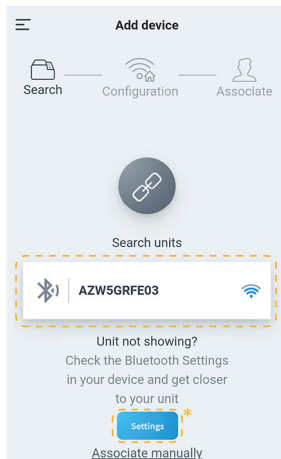 Add device
Search
Configuration
Associate
Search units
AZW5GRFE03
Unit not showing?
Check the Bluetooth Settings
in your device and get closer
to your unit
*
Settings
Associate manually